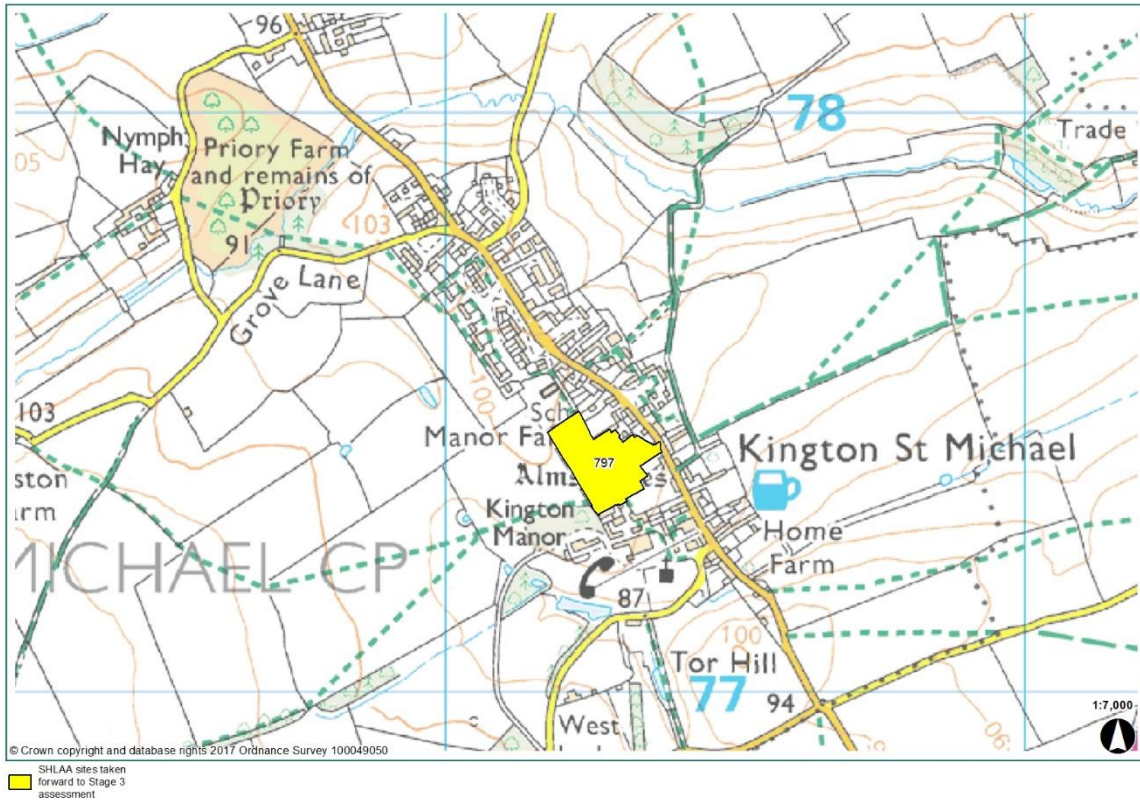 96
78
Nymph
Hay
Priory Farm
and remains of
Priory
Trade
05
103
91
Grove Lane
103
100
Sch
Manor Fa
797
Alms
es
Kington St Michael
ston
arm
Kington
Manor
MICHAEL CP
Home
Farm
87
100
Tor Hill
77
94
West
1:7,000
© Crown copyright and database rights 2017 Ordnance Survey 100049050
SHLAA sites taken
forward to Stage 3
assessment